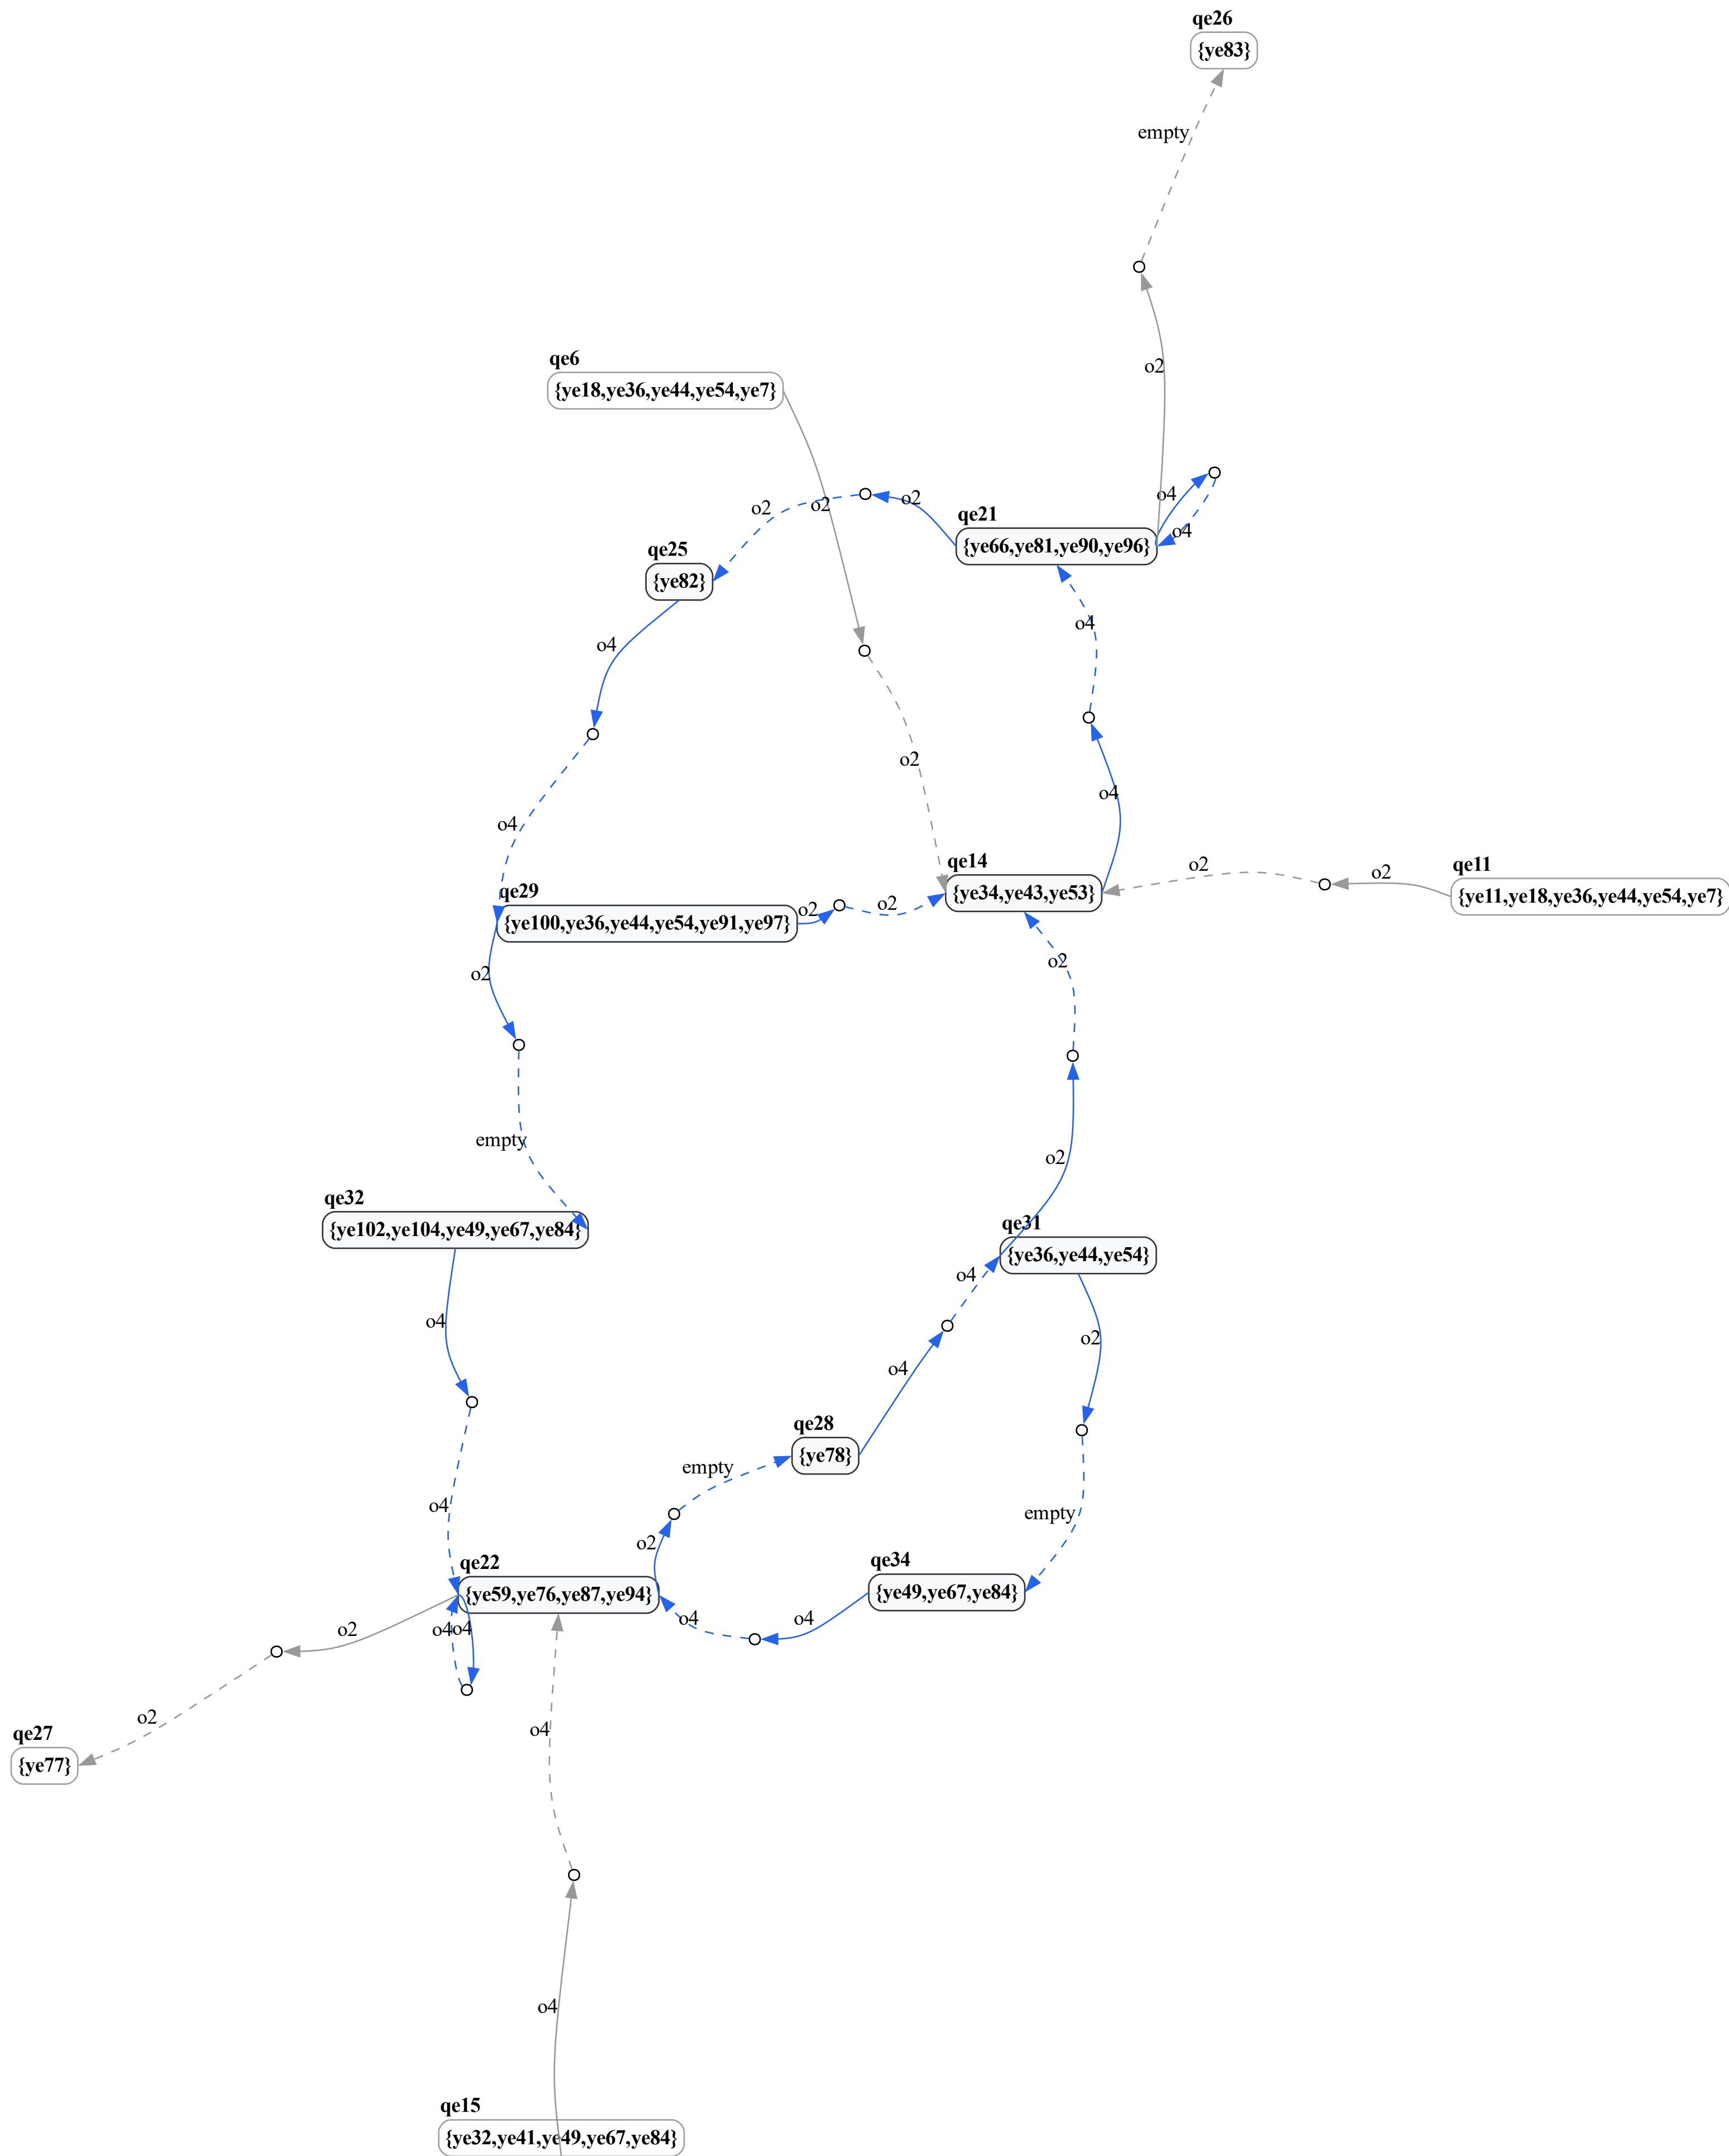 qe26
{ye83}
empty
o2
qe6
{ye18,ye36,ye44,ye54,ye7}
o4
o2
o2
o2
qe21
{ye66,ye81,ye90,ye96}
o4
qe25
{ye82}
o4
o4
o2
o4
o4
qe14
{ye34,ye43,ye53}
o2
o2
qe11
{ye11,ye18,ye36,ye44,ye54,ye7}
qe29
{ye100,ye36,ye44,ye54,ye91,ye97}
o2
o2
o2
o2
empty
o2
qe32
{ye102,ye104,ye49,ye67,ye84}
qe31
{ye36,ye44,ye54}
o4
o4
o2
o4
qe28
{ye78}
empty
o4
empty
o2
qe22
{ye59,ye76,ye87,ye94}
qe34
{ye49,ye67,ye84}
o4
o4
o2
o4
o4
o2
qe27
{ye77}
o4
o4
qe15
{ye32,ye41,ye49,ye67,ye84}